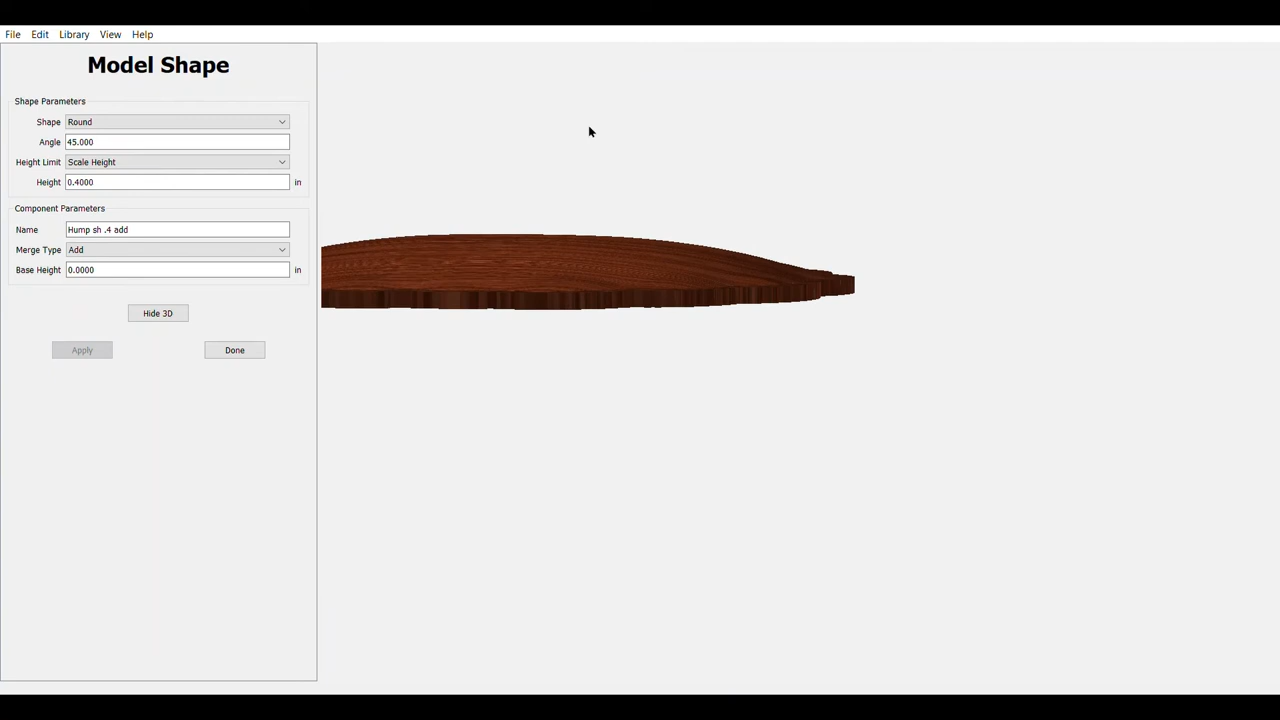 File Edit Library View Help
Model Shape
Shape Parameters
Shape Round
Angle 45.000
Height Limit Scale Height
Height 0.4000 in
Component Parameters
Name Hump sh .4 add
Merge Type Add
Base Height 0.0000 in
Hide 3D
Apply Done